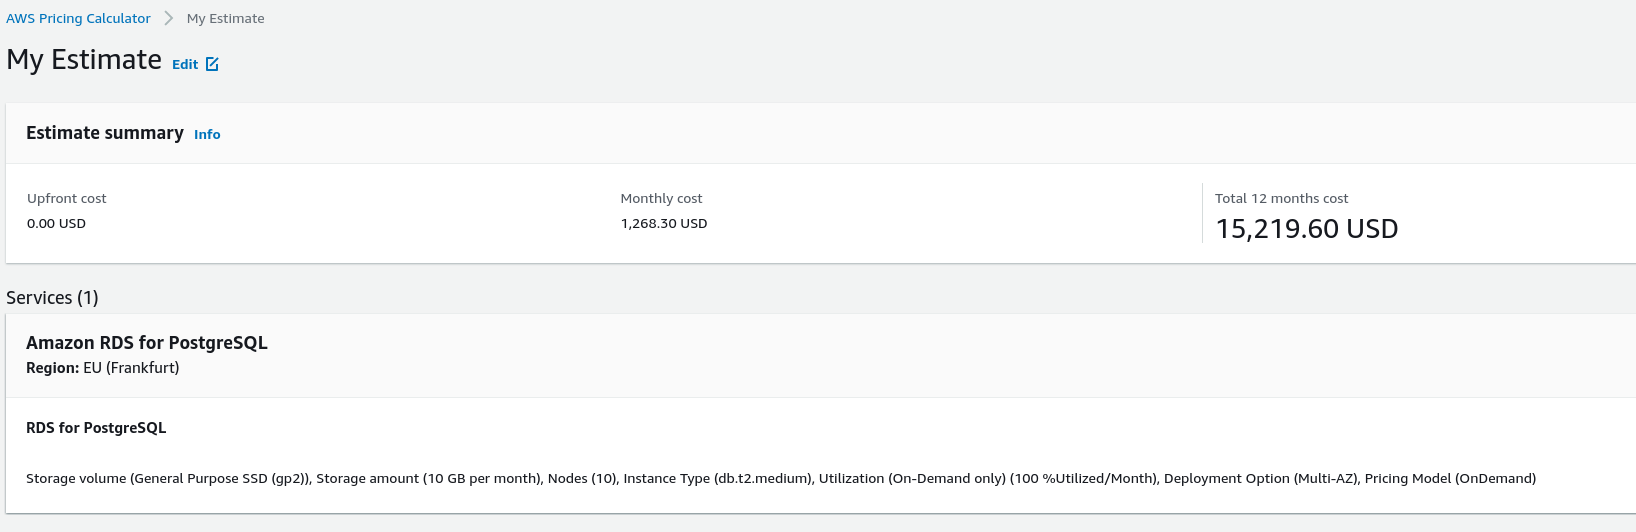 AWS Pricing Calculator My Estimate
My Estimate Edit
Estimate summary Info
Upfront cost
0.00 USD
Monthly cost
1,268.30 USD
Total 12 months cost
15,219.60 USD
Services (1)
Amazon RDS for PostgreSQL
Region: EU (Frankfurt)
RDS for PostgreSQL
Storage volume (General Purpose SSD (gp2)), Storage amount (10 GB per month), Nodes (10), Instance Type (db.t2.medium), Utilization (On-Demand only) (100 %Utilized/Month), Deployment Option (Multi-AZ), Pricing Model (OnDemand)